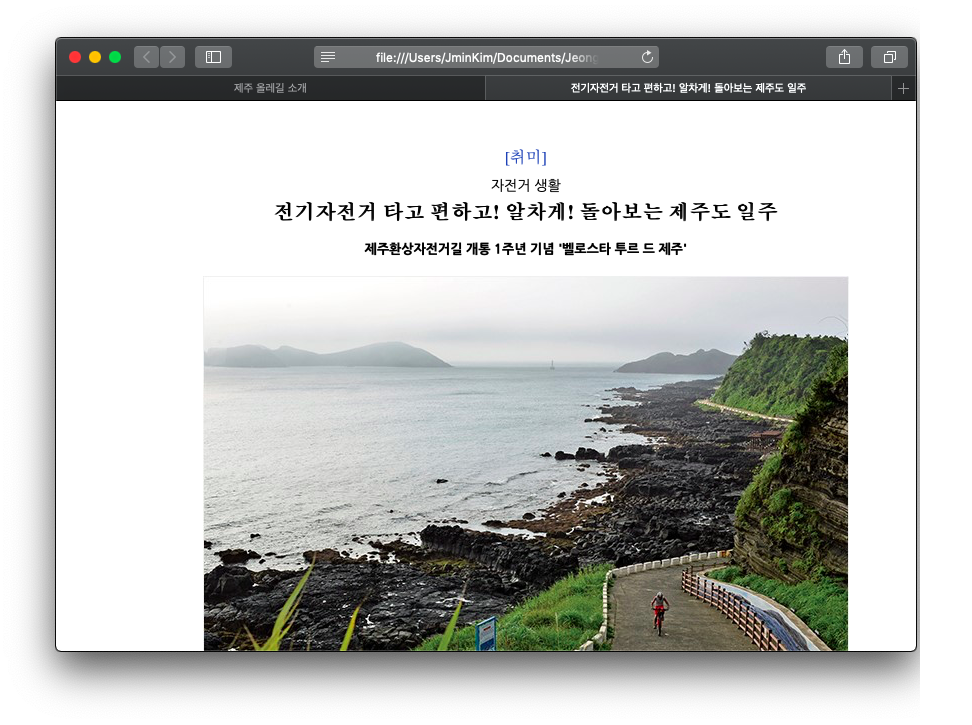 file:///Users/JminKim/Documents/Jeong
제주 올레길 소개
전기자전거 타고 편하고! 알차게! 돌아보는 제주도 일주
[취미]
자전거 생활
전기자전거 타고 편하고! 알차게! 돌아보는 제주도 일주
제주환상자전거길 개통 1주년 기념 '벨로스타 투르 드 제주'